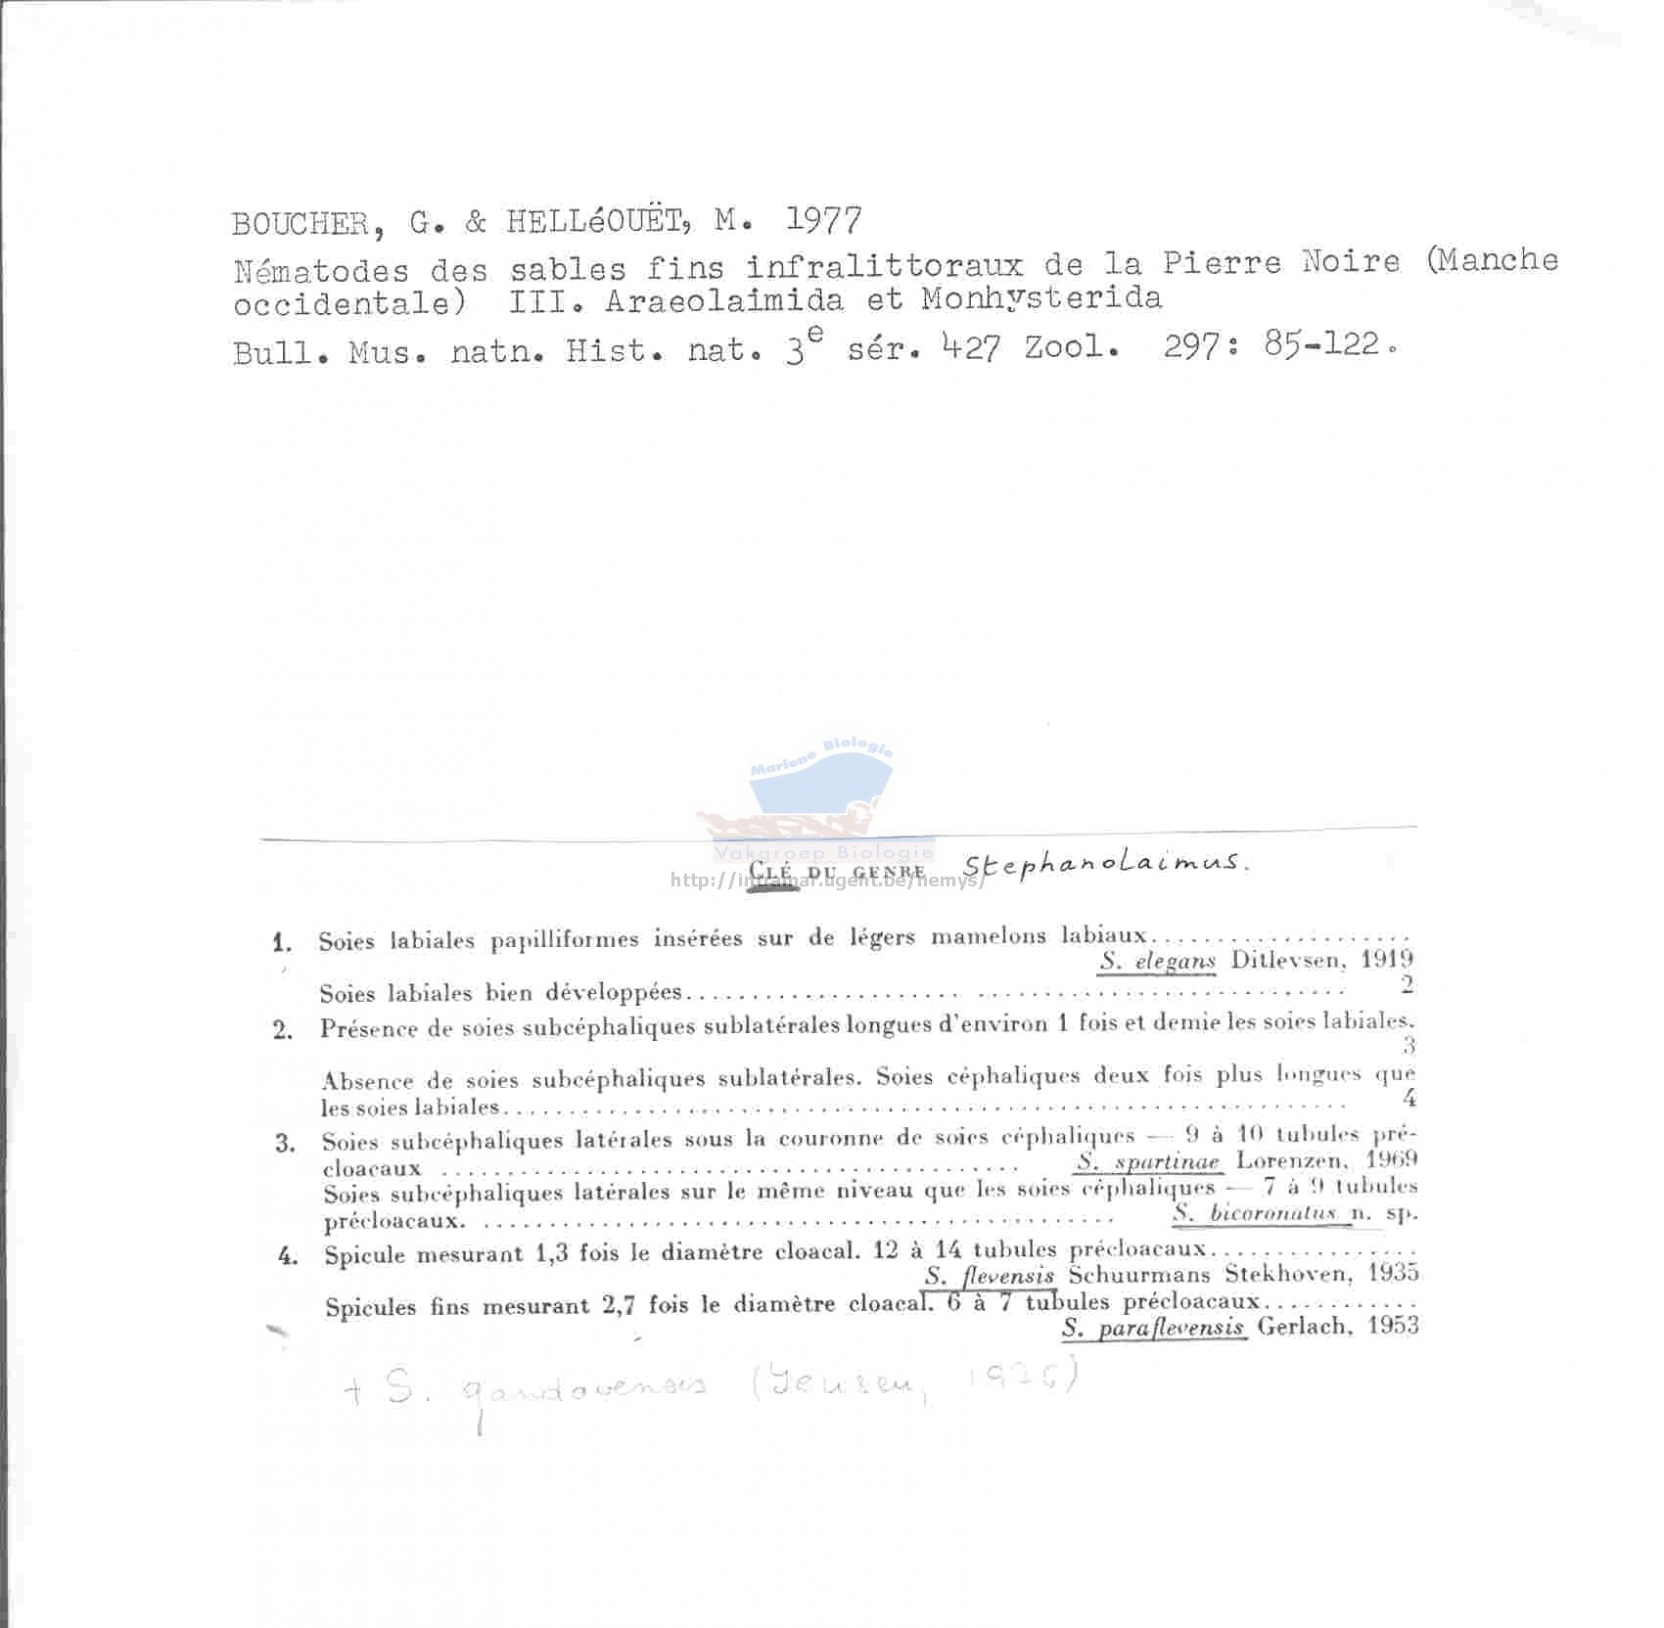 BOUCHER, G. & HELLéOUËT, M. 1977
Nématodes des sables fins infralittoraux de la Pierre Noire (Manche
occidentale) III. Araeolaimida et Monhysterida
Bull. Mus. natn. Hist. nat. 3e sér. 427 Zool. 297: 85-122.
Mariene Biologie
Vakgroep Biologie
http://intramar.ugent.be/nemys/
CLÉ DU GENRE Stephanolaimus.
1. Soies labiales papilliformes insérées sur de légers mamelons labiaux....................
S. elegans Ditlevsen, 1919
Soies labiales bien développées.................................................. 2
2. Présence de soies subcéphaliques sublatérales longues d'environ 1 fois et demie les soies labiales.
3
Absence de soies subcéphaliques sublatérales. Soies céphaliques deux fois plus longues que
les soies labiales................................................................ 4
3. Soies subcéphaliques latérales sous la couronne de soies céphaliques — 9 à 10 tubules pré-
cloacaux ............................................. S. spartinae Lorenzen, 1969
Soies subcéphaliques latérales sur le même niveau que les soies céphaliques — 7 à 9 tubules
précloacaux. ................................................. S. bicoronatus n. sp.
4. Spicule mesurant 1,3 fois le diamètre cloacal. 12 à 14 tubules précloacaux................
S. flevensis Schuurmans Stekhoven, 1935
Spicules fins mesurant 2,7 fois le diamètre cloacal. 6 à 7 tubules précloacaux............
S. paraflevensis Gerlach, 1953
+ S. gandavensis (Jensen, 1976)